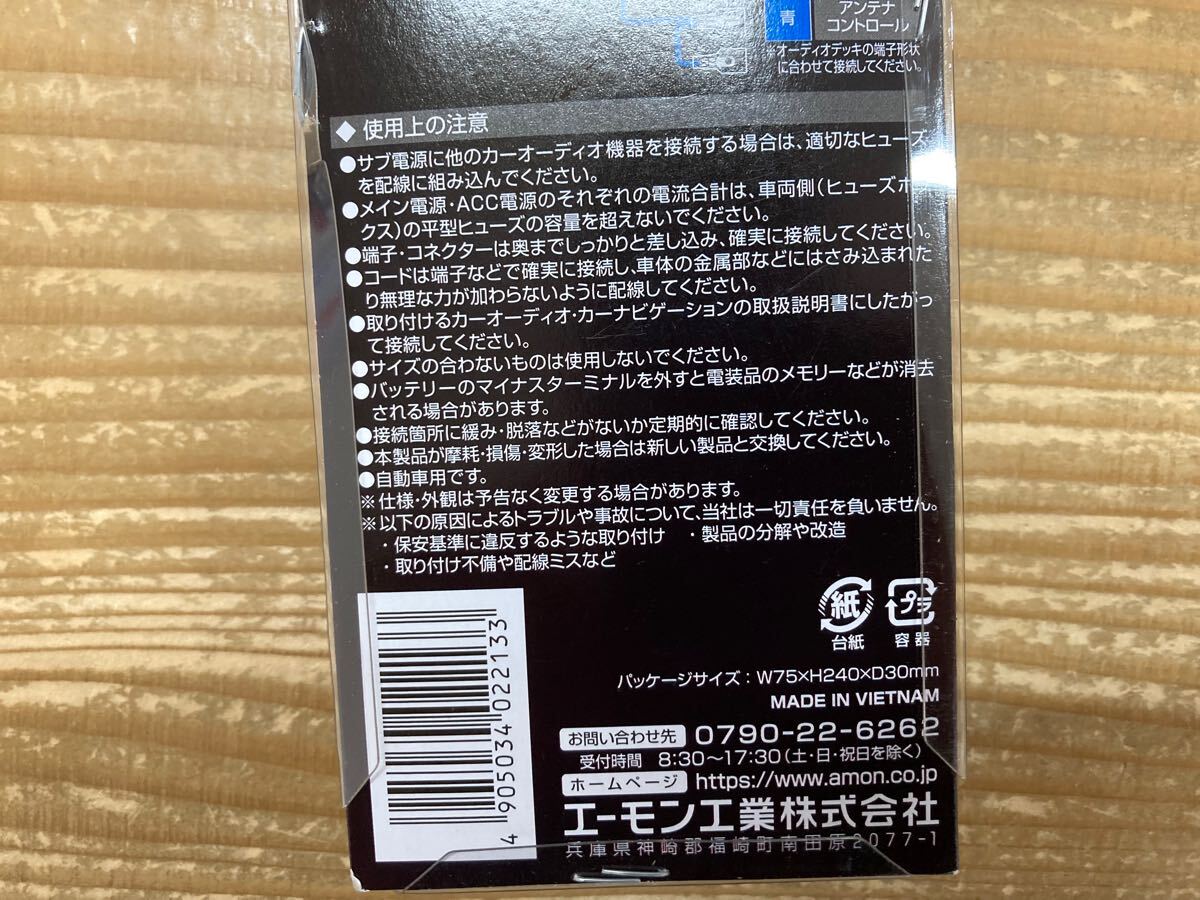 青
アンテナ
コントロール
※オーディオデッキの端子形状
に合わせて接続してください。
◆ 使用上の注意
●サブ電源に他のカーオーディオ機器を接続する場合は、適切なヒューズ
を配線に組み込んでください。
●メイン電源・ACC電源のそれぞれの電流合計は、車両側(ヒューズボッ
クス)の平型ヒューズの容量を超えないでください。
●端子・コネクターは奥までしっかりと差し込み、確実に接続してください。
●コードは端子などで確実に接続し、車体の金属部などにはさみ込まれた
り無理な力が加わらないように配線してください。
●取り付けるカーオーディオ・カーナビゲーションの取扱説明書にしたがっ
て接続してください。
●サイズの合わないものは使用しないでください。
●バッテリーのマイナスターミナルを外すと電装品のメモリーなどが消去
される場合があります。
●接続箇所に緩み・脱落などがないか定期的に確認してください。
●本製品が摩耗・損傷・変形した場合は新しい製品と交換してください。
●自動車用です。
※仕様・外観は予告なく変更する場合があります。
※以下の原因によるトラブルや事故について、当社は一切責任を負いません。
・保安基準に違反するような取り付け ・製品の分解や改造
・取り付け不備や配線ミスなど
紙
台紙
プラ
容器
パッケージサイズ：W75×H240×D30mm
MADE IN VIETNAM
お問い合わせ先 0790-22-6262
受付時間 8:30〜17:30(土・日・祝日を除く)
ホームページ https://www.amon.co.jp
エーモン工業株式会社
兵庫県神崎郡福崎町南田原2077-1
4 905034 022133